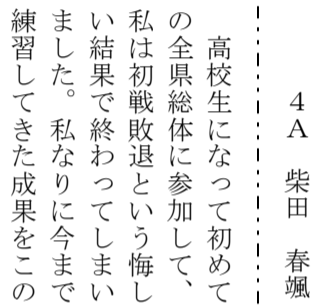 4A 柴田 春颯
高校生になって初めて
の全県総体に参加して、
私は初戦敗退という悔し
い結果で終わってしまい
ました。私なりに今まで
練習してきた成果をこの